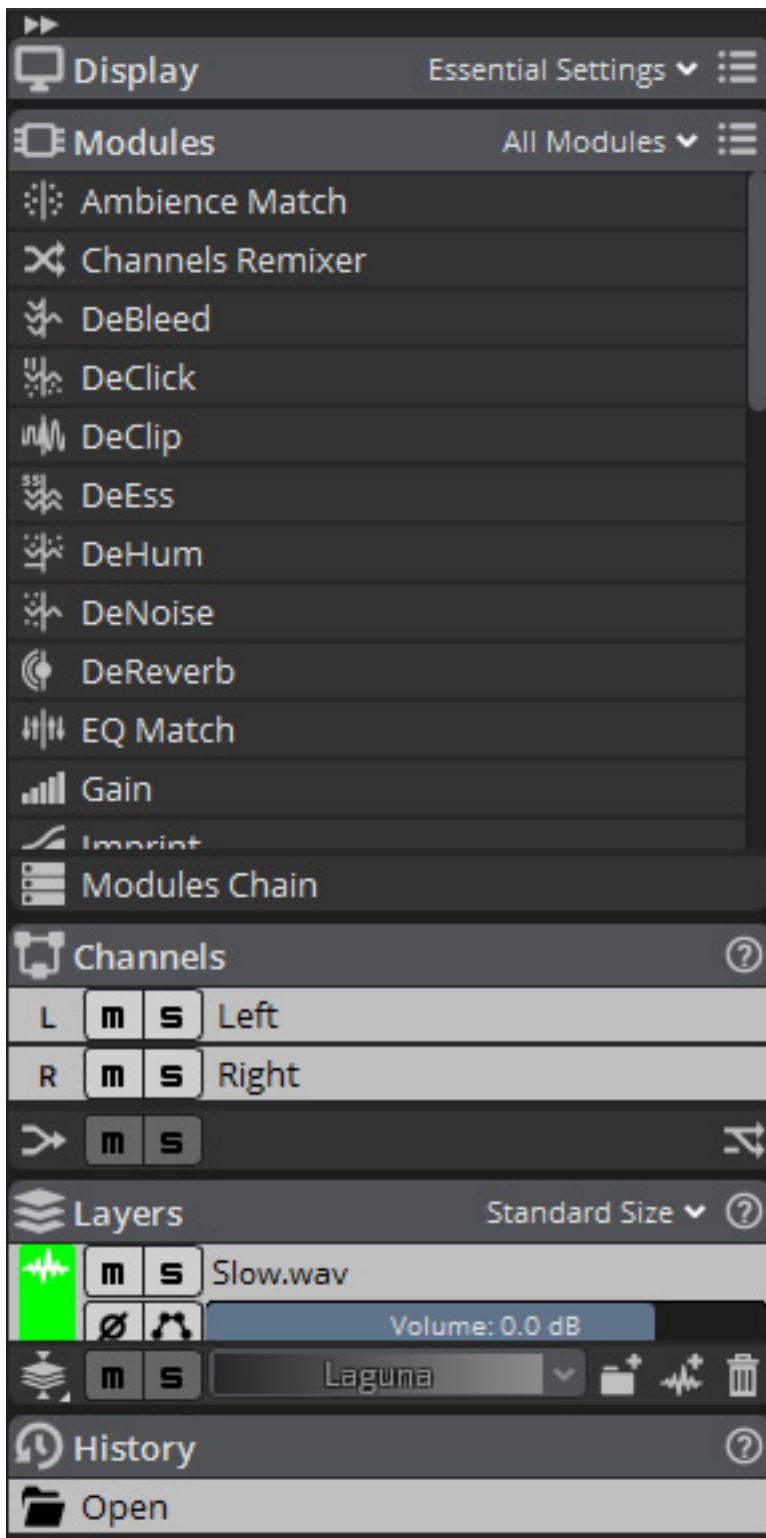 Display Essential Settings
Modules All Modules
Ambience Match
Channels Remixer
DeBleed
DeClick
DeClip
DeEss
DeHum
DeNoise
DeReverb
EQ Match
Gain
Imprint
Modules Chain
Channels
L m s Left
R m s Right
m s
Layers Standard Size
m s Slow.wav
Volume: 0.0 dB
m s Laguna
History
Open